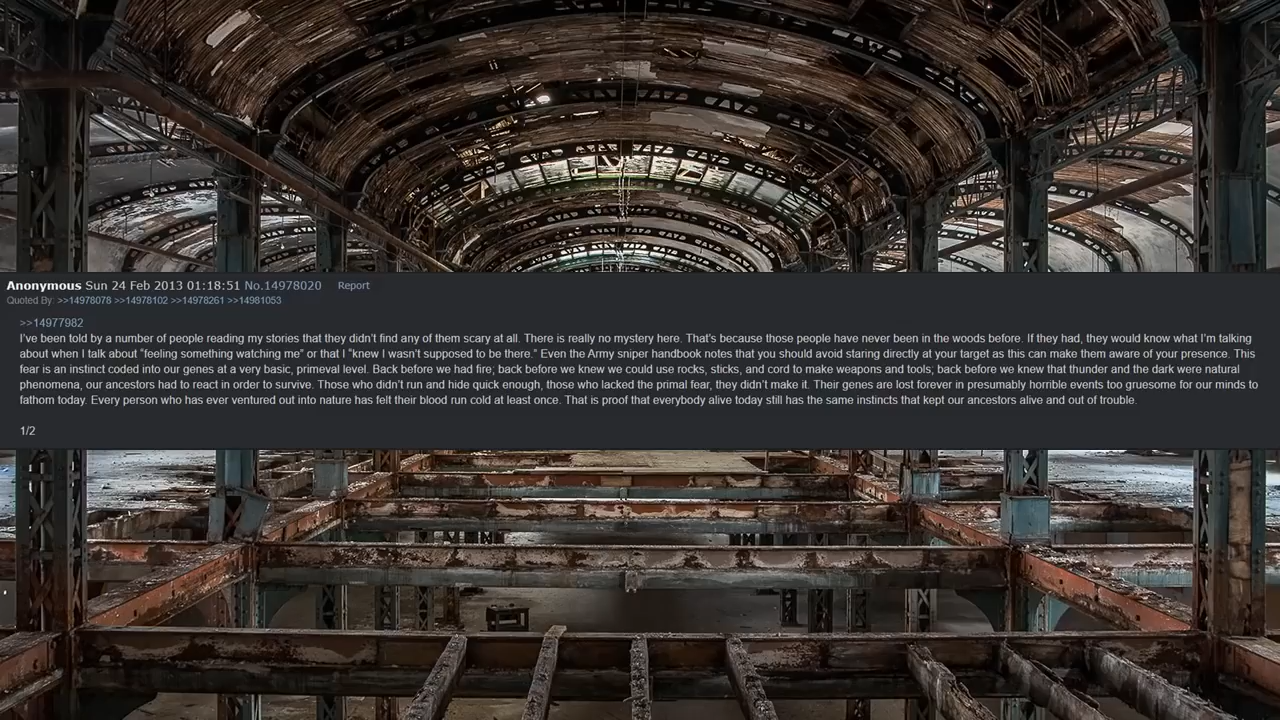 Anonymous Sun 24 Feb 2013 01:18:51 No.14978020 Report
Quoted By: >>14978078 >>14978102 >>14978261 >>14981053
>>14977982
I've been told by a number of people reading my stories that they didn't find any of them scary at all. There is really no mystery here. That's because those people have never been in the woods before. If they had, they would know what I'm talking
about when I talk about "feeling something watching me" or that I "knew I wasn't supposed to be there." Even the Army sniper handbook notes that you should avoid staring directly at your target as this can make them aware of your presence. This
fear is an instinct coded into our genes at a very basic, primeval level. Back before we had fire; back before we knew we could use rocks, sticks, and cord to make weapons and tools; back before we knew that thunder and the dark were natural
phenomena, our ancestors had to react in order to survive. Those who didn't run and hide quick enough, those who lacked the primal fear, they didn't make it. Their genes are lost forever in presumably horrible events too gruesome for our minds to
fathom today. Every person who has ever ventured out into nature has felt their blood run cold at least once. That is proof that everybody alive today still has the same instincts that kept our ancestors alive and out of trouble.
1/2